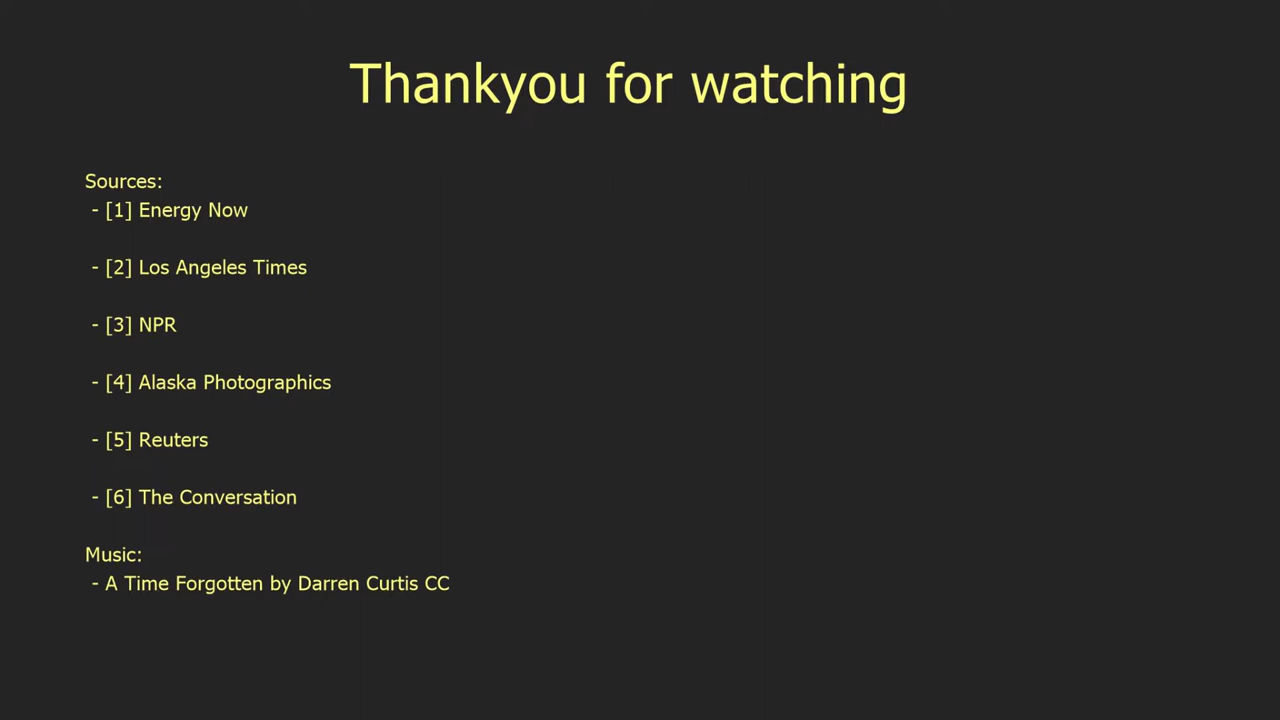 Thankyou for watching
Sources:
- [1] Energy Now
- [2] Los Angeles Times
- [3] NPR
- [4] Alaska Photographics
- [5] Reuters
- [6] The Conversation
Music:
- A Time Forgotten by Darren Curtis CC